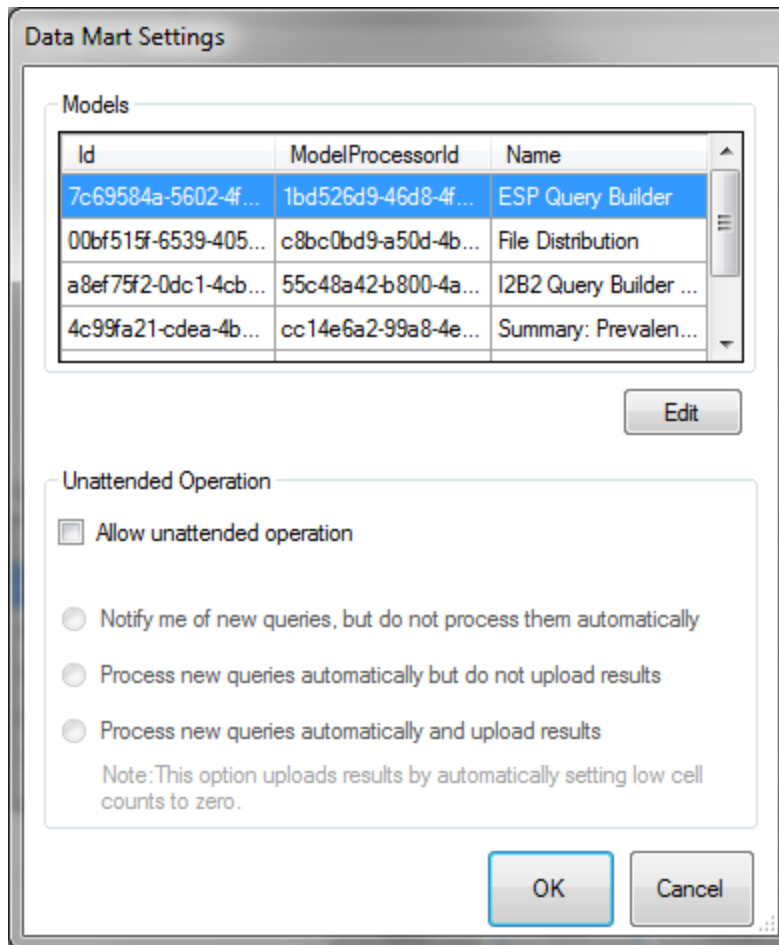 Data Mart Settings
Models
Id ModelProcessorId Name
7c69584a-5602-4f... 1bd526d9-46d8-4f... ESP Query Builder
00bf515f-6539-405... c8bc0bd9-a50d-4b... File Distribution
a8ef75f2-0dc1-4cb... 55c48a42-b800-4a... I2B2 Query Builder ...
4c99fa21-cdea-4b... cc14e6a2-99a8-4e... Summary: Prevalen...
Edit
Unattended Operation
Allow unattended operation
Notify me of new queries, but do not process them automatically
Process new queries automatically but do not upload results
Process new queries automatically and upload results
Note:This option uploads results by automatically setting low cell
counts to zero.
OK Cancel